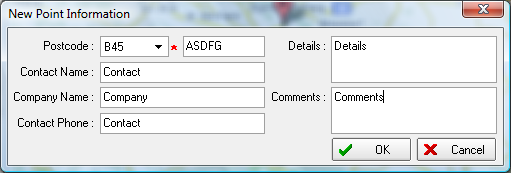 New Point Information
Postcode : B45 * ASDFG
Contact Name : Contact
Company Name : Company
Contact Phone : Contact
Details : Details
Comments : Comments
OK Cancel